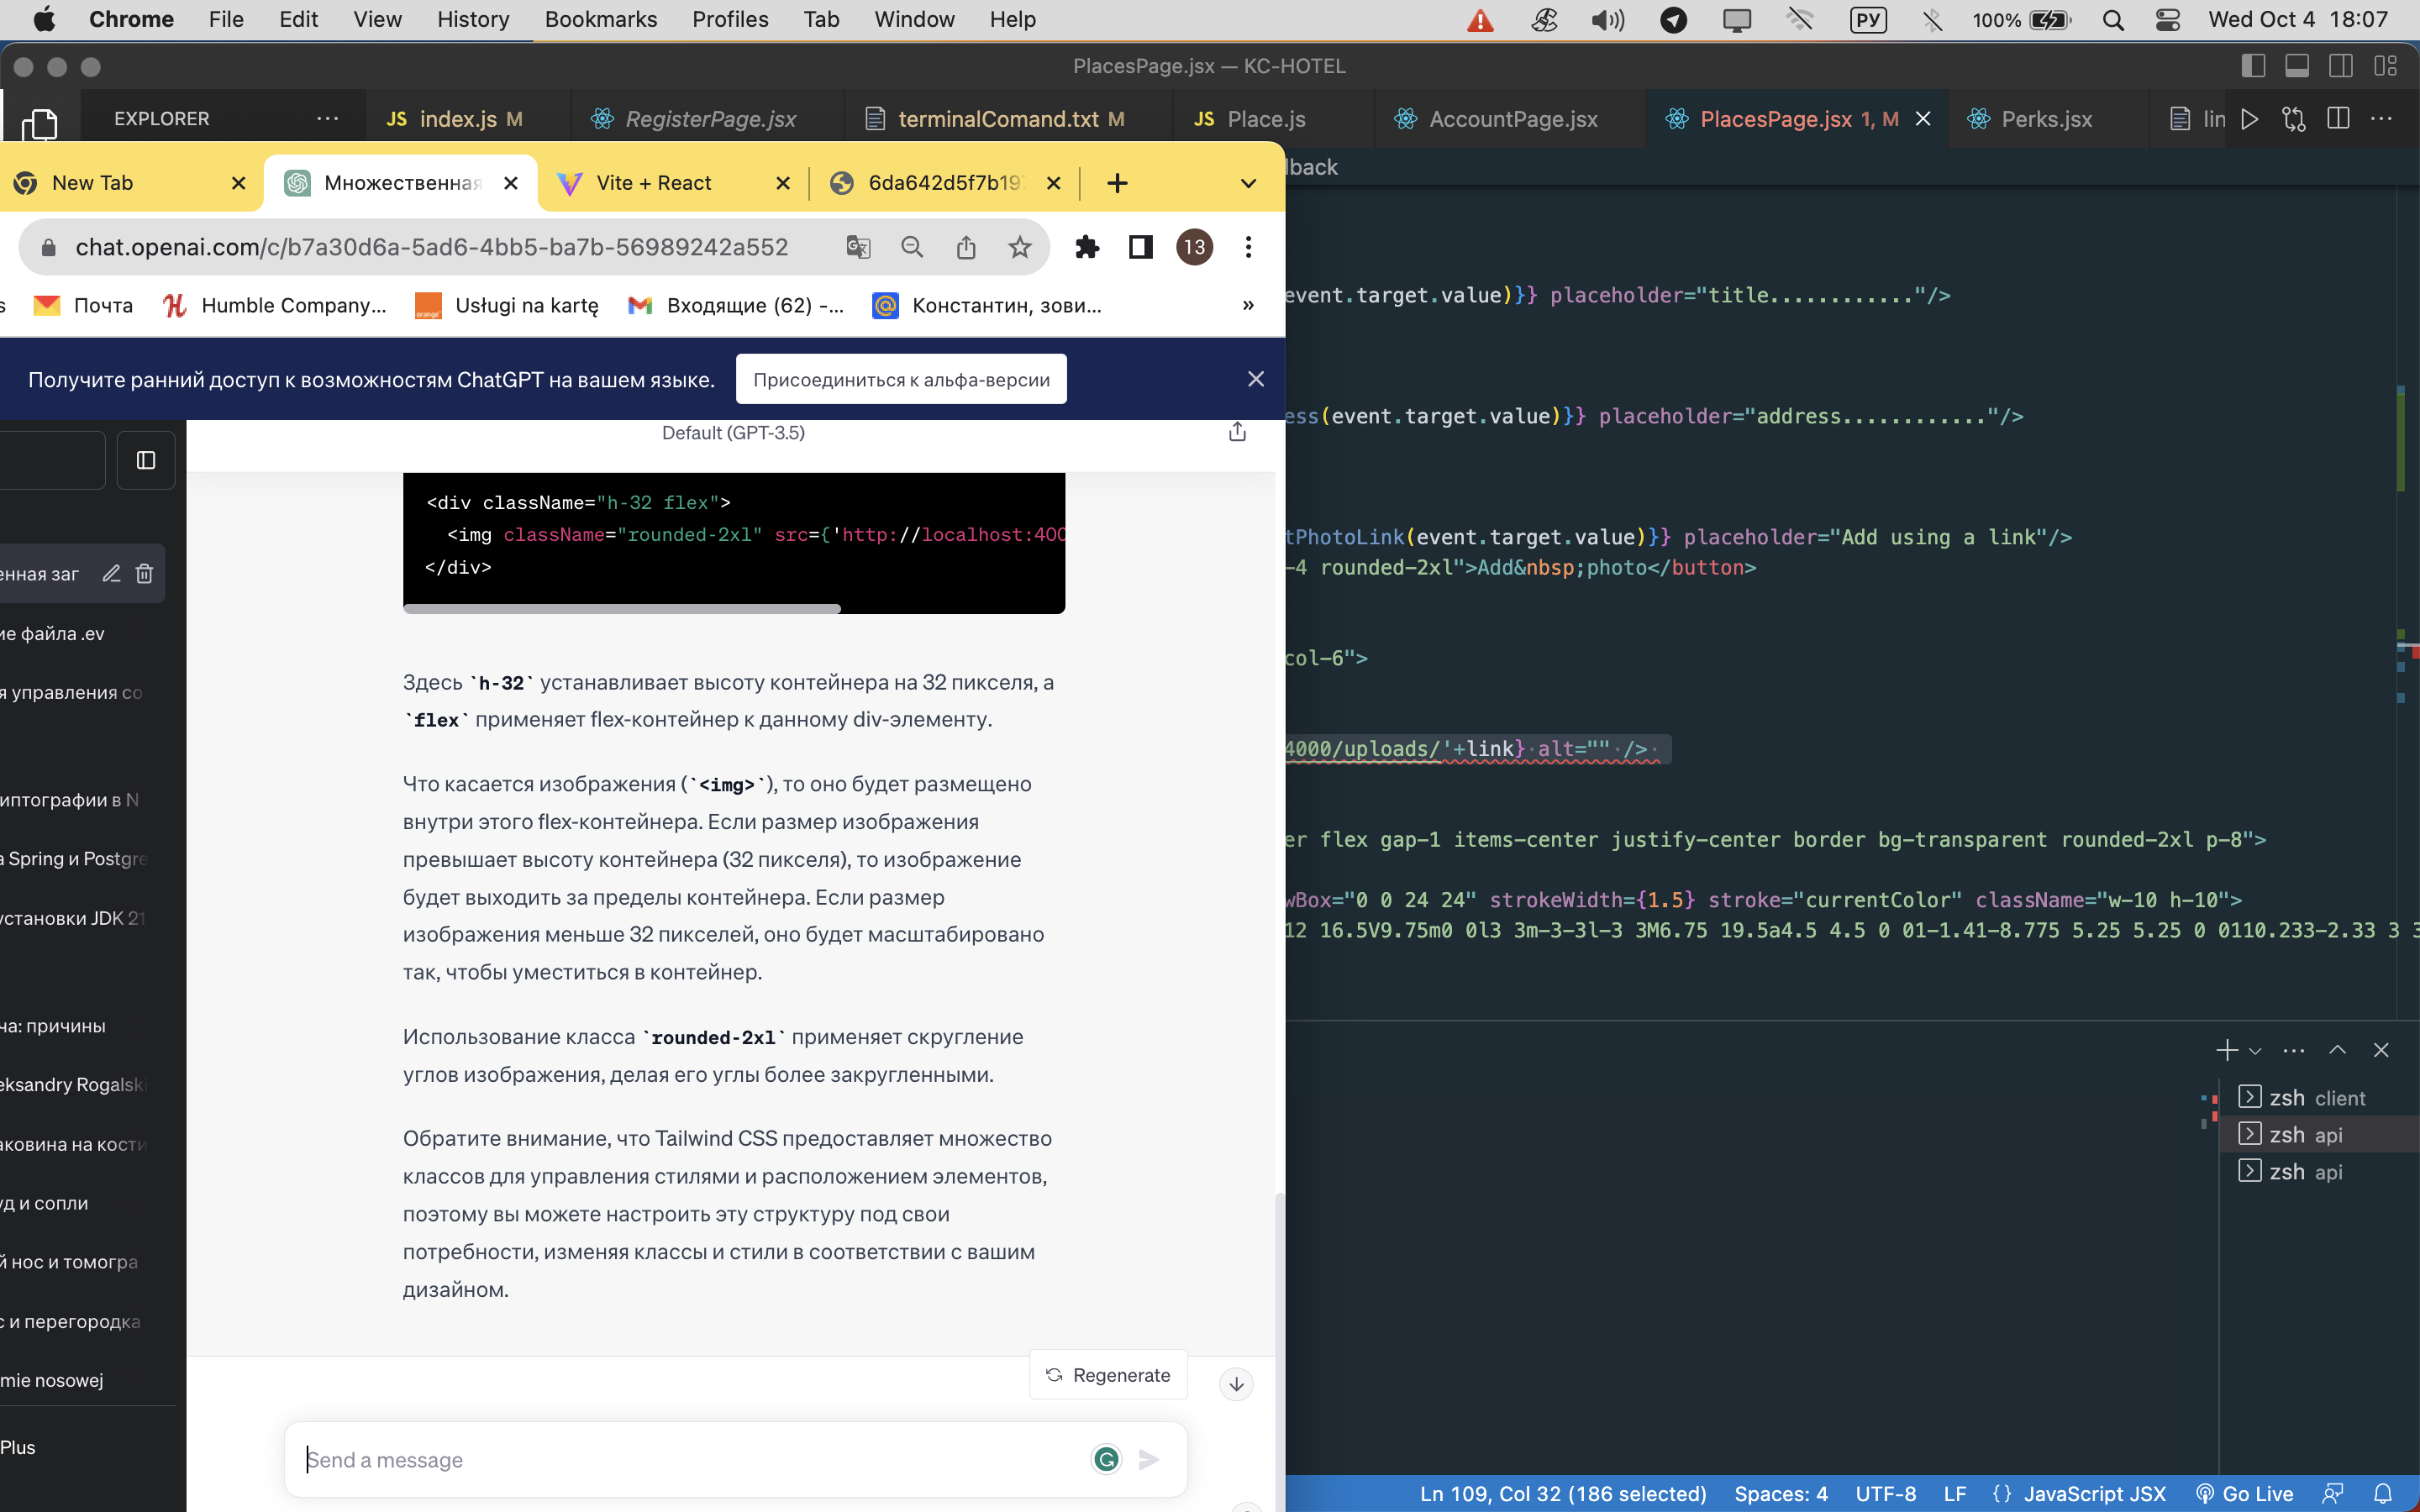 Chrome File Edit View History Bookmarks Profiles Tab Window Help РУ 100% Wed Oct 4 18:07
PlacesPage.jsx — KC-HOTEL
EXPLORER JS index.js M RegisterPage.jsx terminalComand.txt M JS Place.js AccountPage.jsx PlacesPage.jsx 1, M Perks.jsx lin
lback
New Tab Множественная Vite + React 6da642d5f7b19
chat.openai.com/c/b7a30d6a-5ad6-4bb5-ba7b-56989242a552 13
s Почта Humble Company... Usługi na kartę Входящие (62) -... Константин, зови... »
Получите ранний доступ к возможностям ChatGPT на вашем языке. Присоединиться к альфа-версии
Default (GPT-3.5)
<div className="h-32 flex">
<img className="rounded-2xl" src={'http://localhost:400
</div>
Здесь `h-32` устанавливает высоту контейнера на 32 пикселя, а
`flex` применяет flex-контейнер к данному div-элементу.
Что касается изображения (`<img>`), то оно будет размещено
внутри этого flex-контейнера. Если размер изображения
превышает высоту контейнера (32 пикселя), то изображение
будет выходить за пределы контейнера. Если размер
изображения меньше 32 пикселей, оно будет масштабировано
так, чтобы уместиться в контейнер.
Использование класса `rounded-2xl` применяет скругление
углов изображения, делая его углы более закругленными.
Обратите внимание, что Tailwind CSS предоставляет множество
классов для управления стилями и расположением элементов,
поэтому вы можете настроить эту структуру под свои
потребности, изменяя классы и стили в соответствии с вашим
дизайном.
Regenerate
Send a message
енная заг
ие файла .ev
я управления со
иптографии в N
а Spring и Postgre
установки JDK 21
ча: причины
eksandry Rogalski
аковина на кости
уд и сопли
й нос и томогра
с и перегородка
mie nosowej
Plus
event.target.value)}} placeholder="title............"/>
ess(event.target.value)}} placeholder="address............"/>
tPhotoLink(event.target.value)}} placeholder="Add using a link"/>
-4 rounded-2xl">Add&nbsp;photo</button>
col-6">
4000/uploads/'+link} alt="" />
er flex gap-1 items-center justify-center border bg-transparent rounded-2xl p-8">
wBox="0 0 24 24" strokeWidth={1.5} stroke="currentColor" className="w-10 h-10">
12 16.5V9.75m0 0l3 3m-3-3l-3 3M6.75 19.5a4.5 4.5 0 01-1.41-8.775 5.25 5.25 0 0110.233-2.33 3
zsh client
zsh api
zsh api
Ln 109, Col 32 (186 selected) Spaces: 4 UTF-8 LF {} JavaScript JSX Go Live